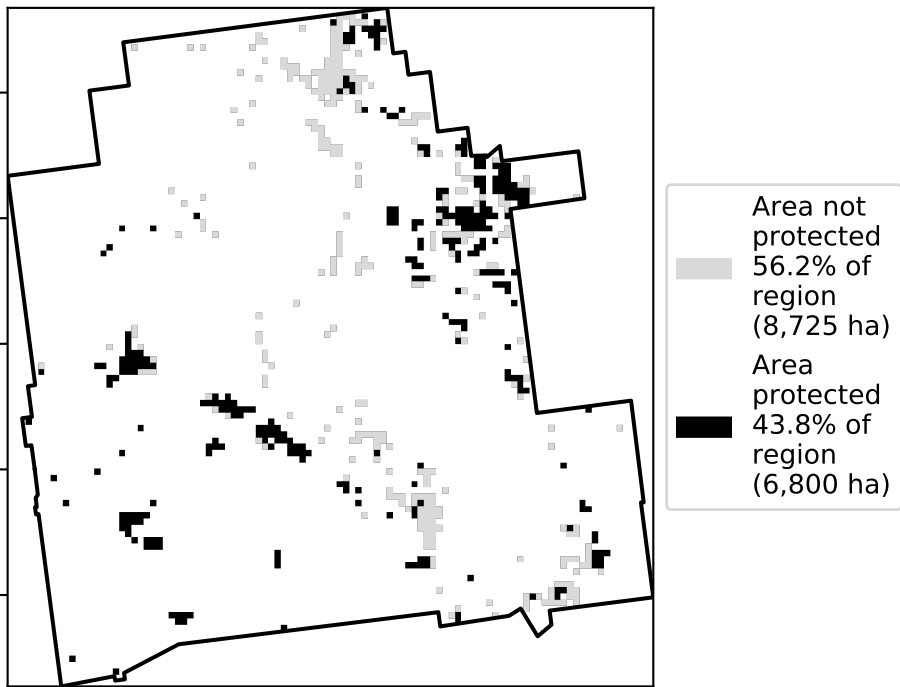 Area not
protected
56.2% of
region
(8,725 ha)
Area
protected
43.8% of
region
(6,800 ha)